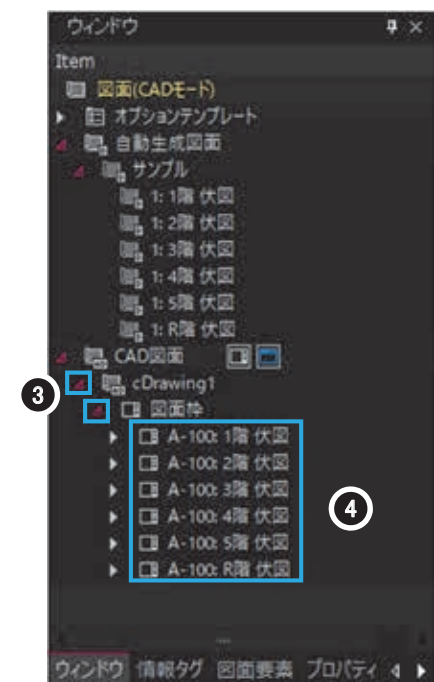 ウィンドウ
Item
図面(CADモード)
オプションテンプレート
自動生成図面
サンプル
1: 1階 伏図
1: 2階 伏図
1: 3階 伏図
1: 4階 伏図
1: 5階 伏図
1: R階 伏図
CAD図面
3 cDrawing1
図面枠
A-100: 1階 伏図
A-100: 2階 伏図
A-100: 3階 伏図
4
A-100: 4階 伏図
A-100: 5階 伏図
A-100: R階 伏図
ウィンドウ 情報タグ 図面要素 プロパティ